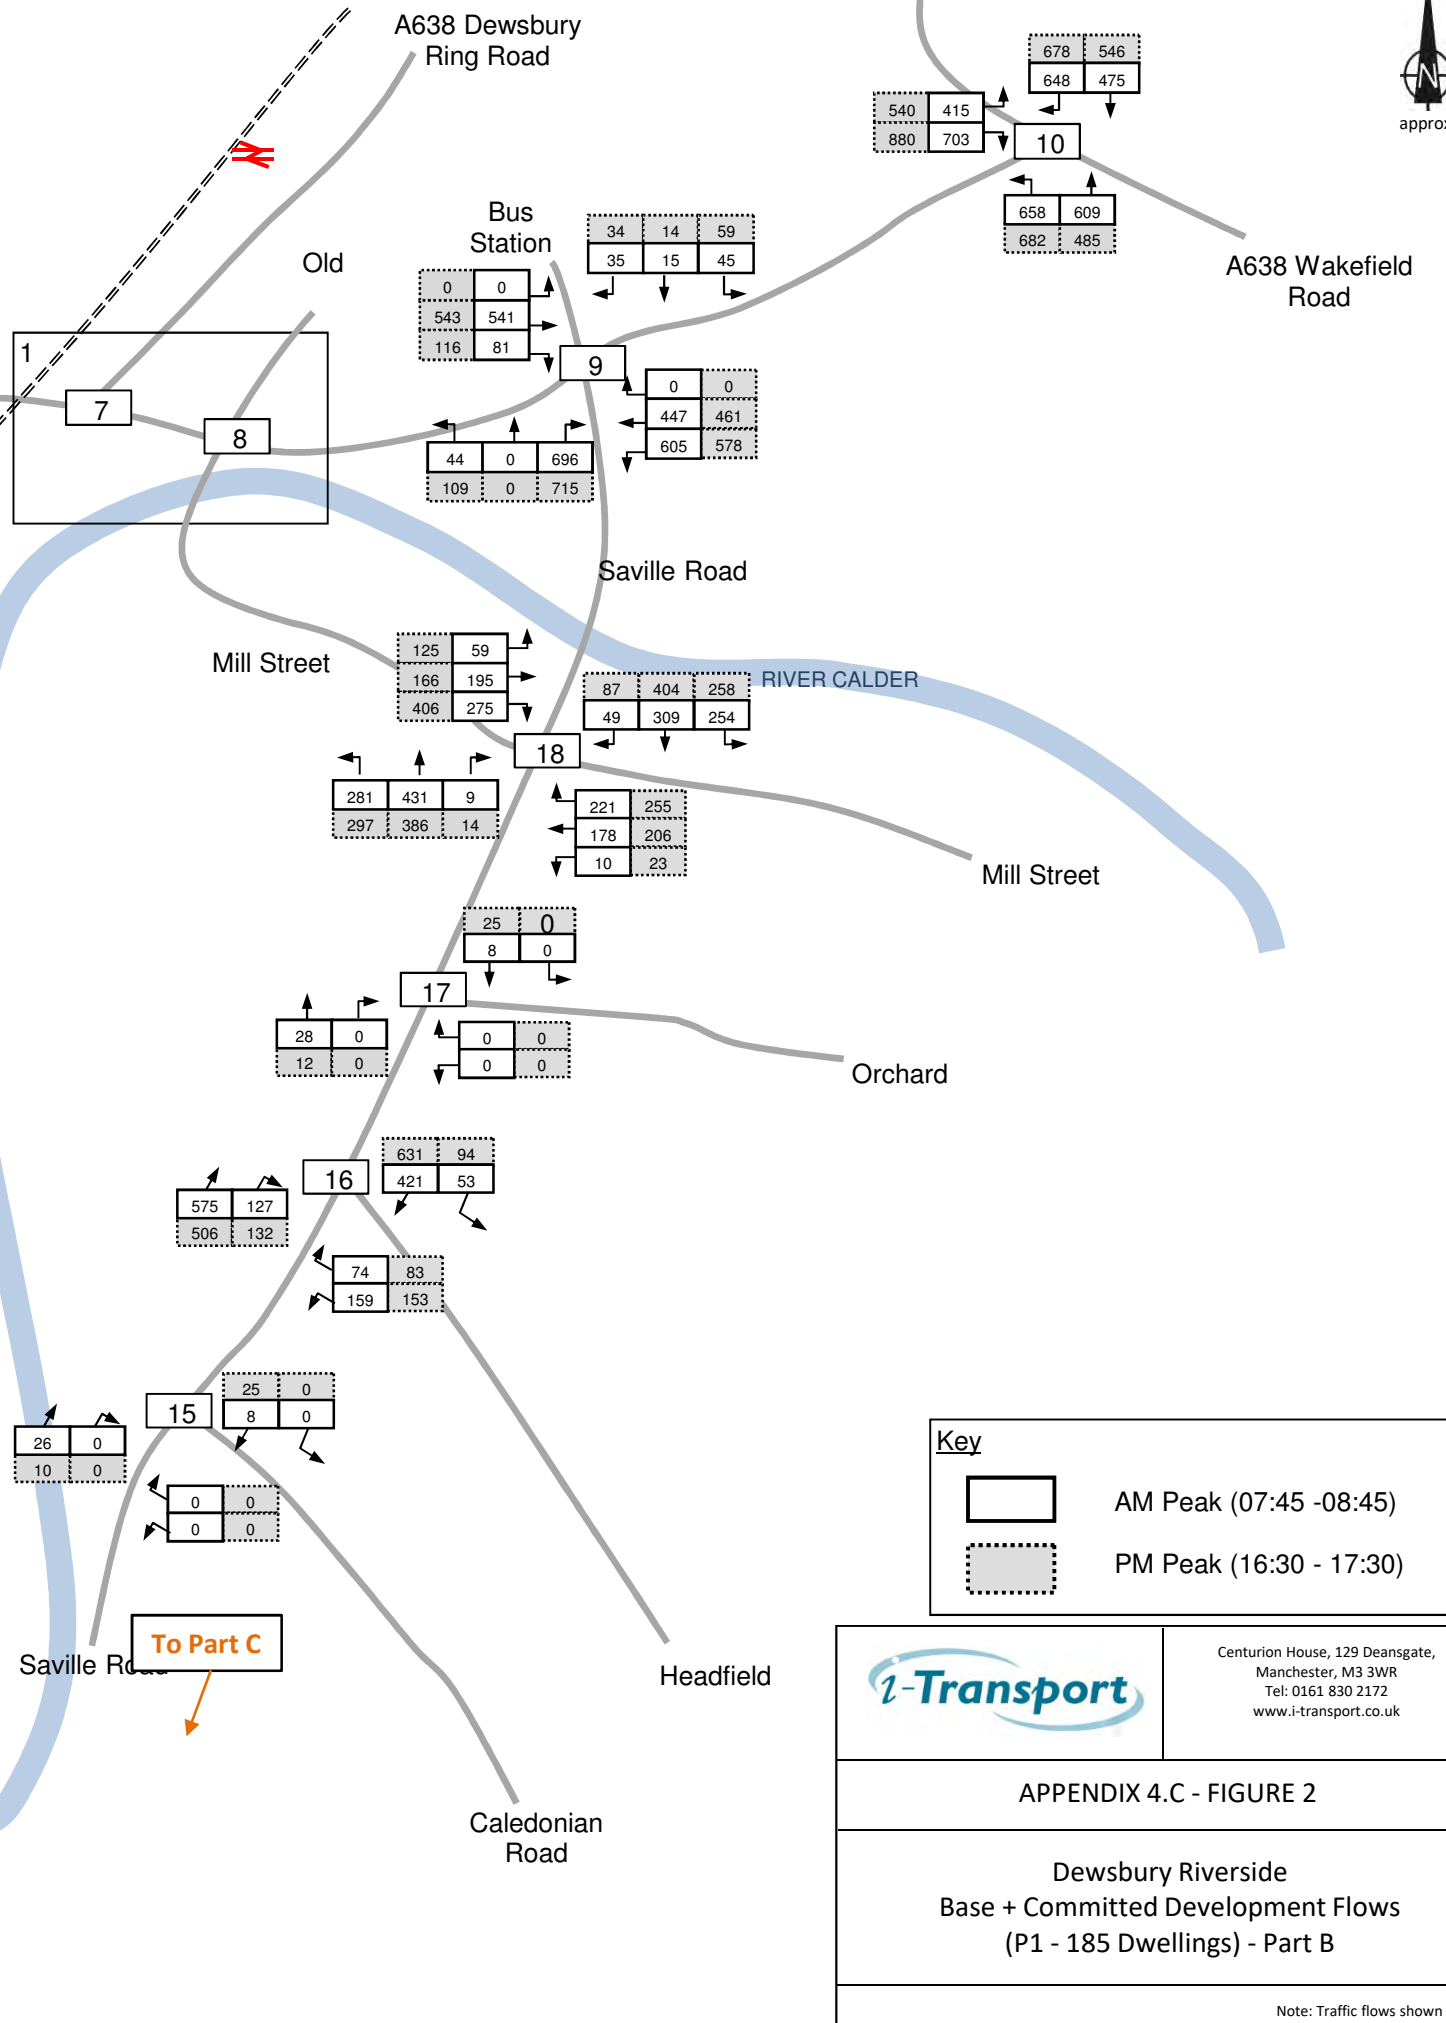 A638 Dewsbury
Ring Road
678 546
648 475
N
approx
540 415
880 703
10
658 609
682 485
A638 Wakefield
Road
Bus
Station
34 14 59
35 15 45
Old
0 0
543 541
116 81
1
7
8
9
0 0
447 461
605 578
44 0 696
109 0 715
Saville Road
Mill Street
125 59
166 195
406 275
RIVER CALDER
87 404 258
49 309 254
18
281 431 9
297 386 14
221 255
178 206
10 23
Mill Street
25 0
8 0
17
28 0
12 0
0 0
0 0
Orchard
631 94
421 53
16
575 127
506 132
74 83
159 153
25 0
8 0
15
26 0
10 0
0 0
0 0
Key
AM Peak (07:45 -08:45)
PM Peak (16:30 - 17:30)
To Part C
Saville Road
Headfield
Caledonian
Road
i-Transport
Centurion House, 129 Deansgate,
Manchester, M3 3WR
Tel: 0161 830 2172
www.i-transport.co.uk
APPENDIX 4.C - FIGURE 2
Dewsbury Riverside
Base + Committed Development Flows
(P1 - 185 Dwellings) - Part B
Note: Traffic flows shown